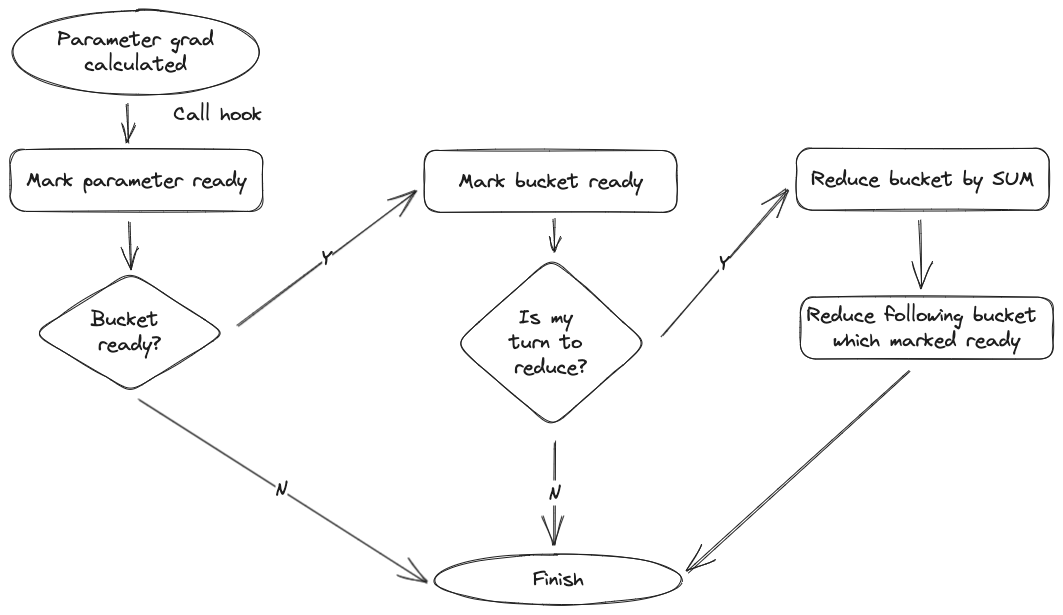 Parameter grad
calculated
Call hook
Mark parameter ready
Bucket
ready?
Y
N
Mark bucket ready
Is my
turn to
reduce?
Y
N
Reduce bucket by SUM
Reduce following bucket
which marked ready
Finish